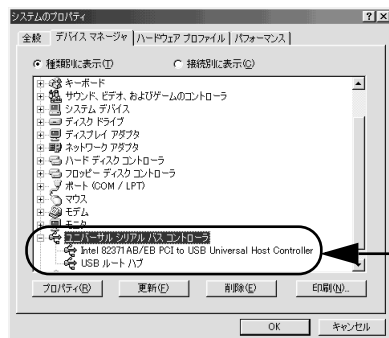 システムのプロパティ
全般 デバイス マネージャ ハードウェア プロファイル パフォーマンス
種類別に表示(T) 接続別に表示(C)
キーボード
サウンド、ビデオ、およびゲームのコントローラ
システム デバイス
ディスク ドライブ
ディスプレイ アダプタ
ネットワーク アダプタ
ハード ディスク コントローラ
フロッピー ディスク コントローラ
ポート (COM / LPT)
マウス
モデム
モニタ
ユニバーサル シリアル バス コントローラ
Intel 82371AB/EB PCI to USB Universal Host Controller
USB ルート ハブ
プロパティ(R) 更新(F) 削除(E) 印刷(N)...
OK キャンセル